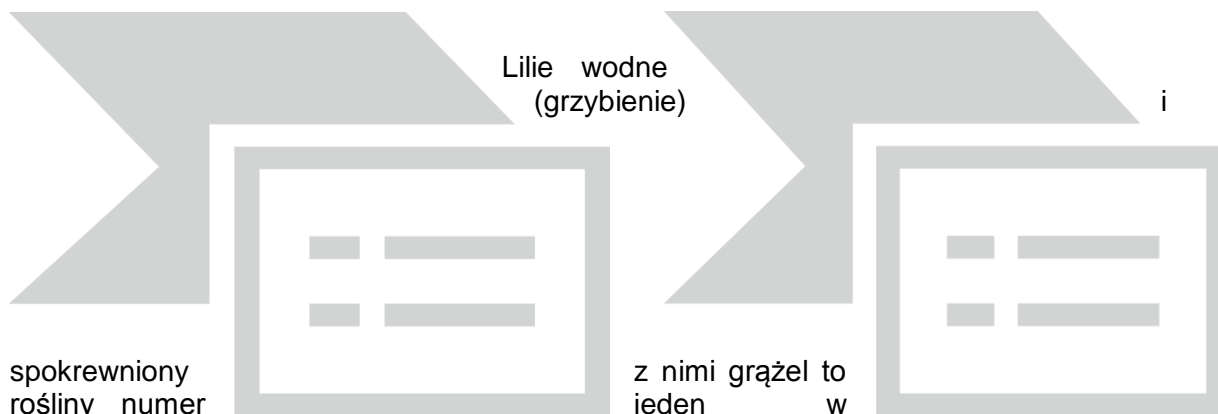 Lilie wodne
(grzybienie) i
spokrewniony z nimi grążel to
rośliny numer jeden w